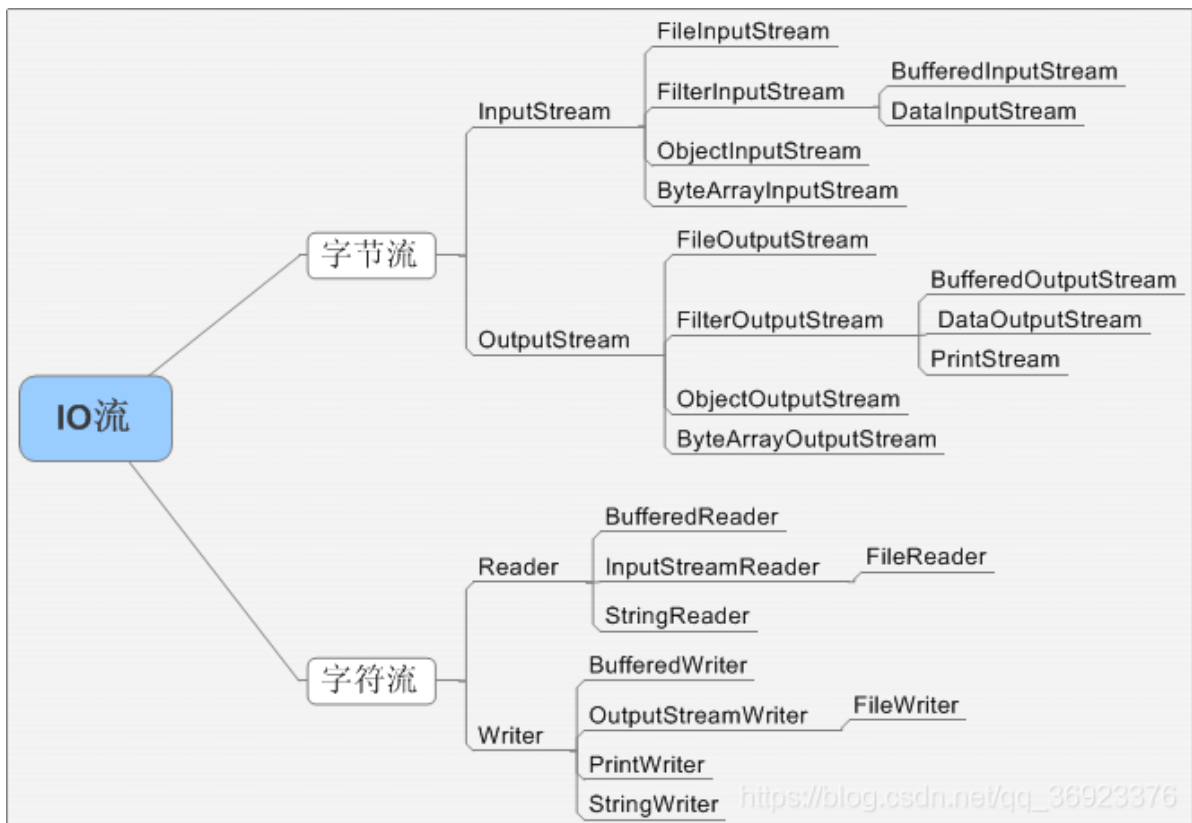 IO流
字节流
InputStream
FileInputStream
FilterInputStream
BufferedInputStream
DataInputStream
ObjectInputStream
ByteArrayInputStream
OutputStream
FileOutputStream
FilterOutputStream
BufferedOutputStream
DataOutputStream
PrintStream
ObjectOutputStream
ByteArrayOutputStream
字符流
Reader
BufferedReader
InputStreamReader
FileReader
StringReader
Writer
BufferedWriter
OutputStreamWriter
FileWriter
PrintWriter
StringWriter
https://blog.csdn.net/qq_36923376